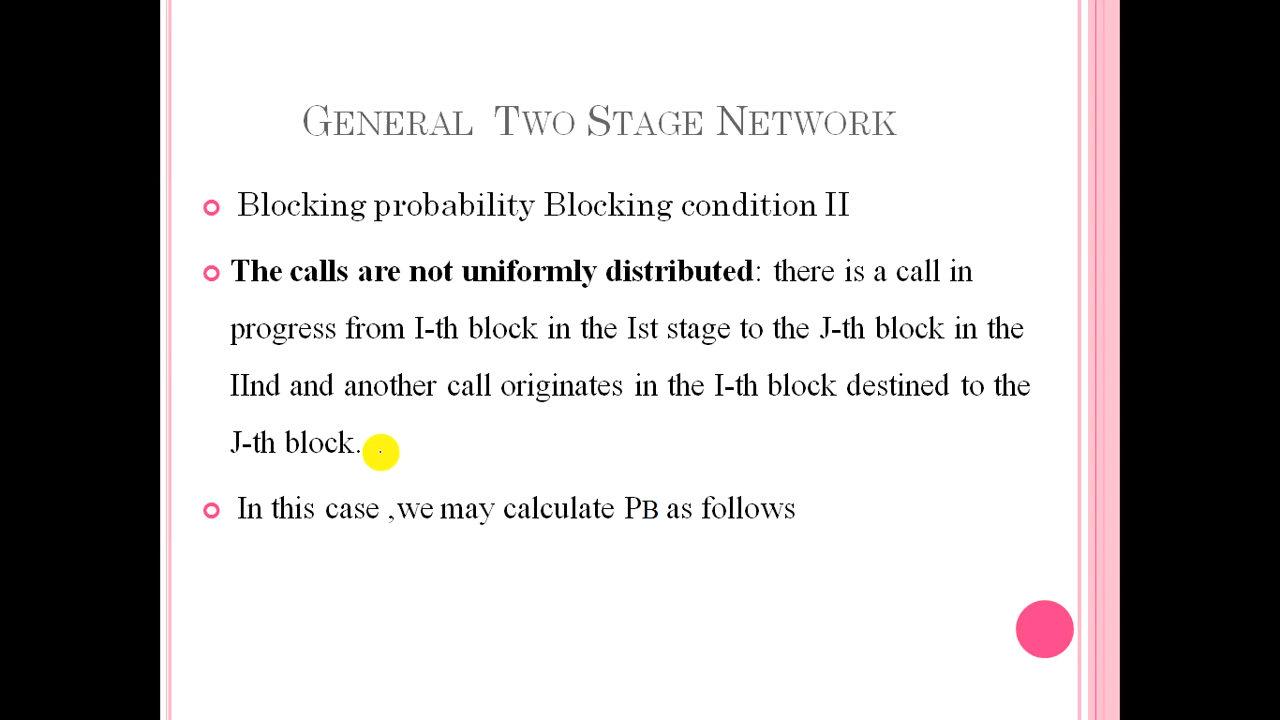 GENERAL TWO STAGE NETWORK
Blocking probability Blocking condition II
The calls are not uniformly distributed: there is a call in
progress from I-th block in the Ist stage to the J-th block in the
IInd and another call originates in the I-th block destined to the
J-th block. .
In this case ,we may calculate PB as follows